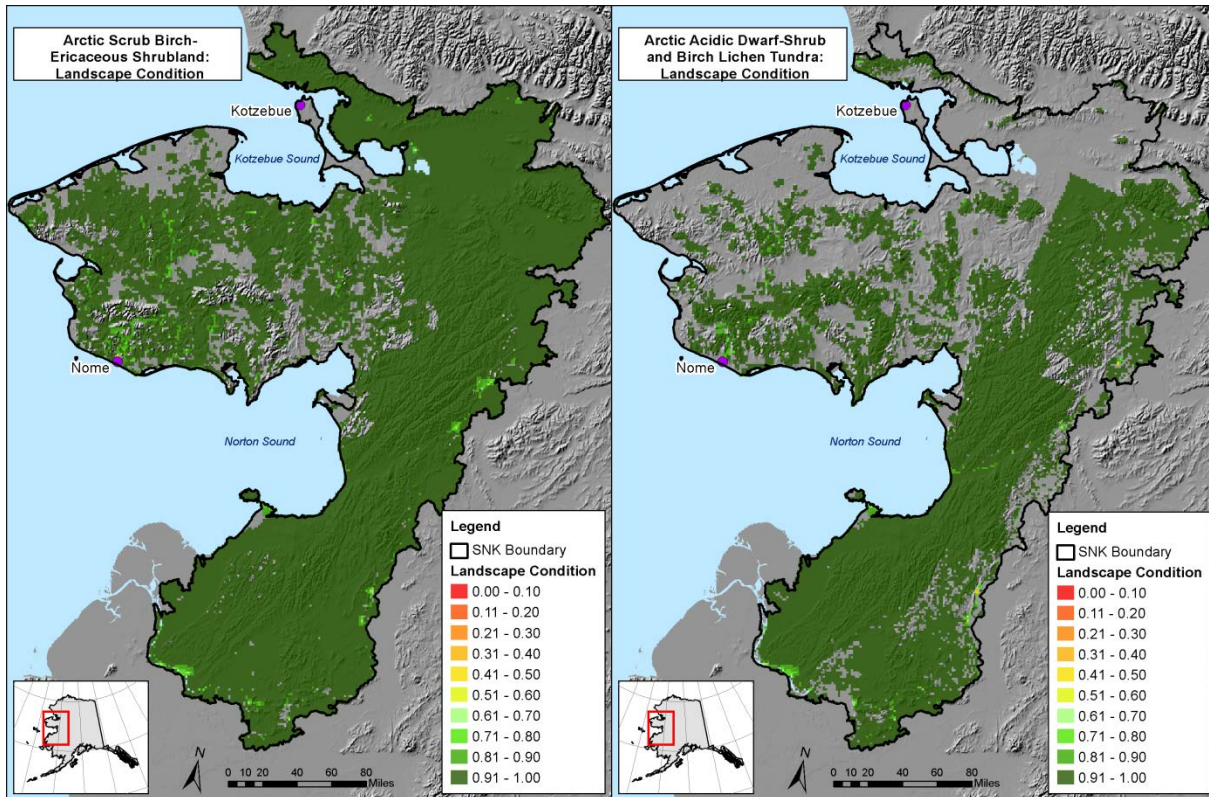 Arctic Scrub Birch-
Ericaceous Shrubland:
Landscape Condition
Kotzebue
Kotzebue Sound
Nome
Norton Sound
Legend
SNK Boundary
Landscape Condition
0.00 - 0.10
0.11 - 0.20
0.21 - 0.30
0.31 - 0.40
0.41 - 0.50
0.51 - 0.60
0.61 - 0.70
0.71 - 0.80
0.81 - 0.90
0.91 - 1.00
N
0 10 20 40 60 80
Miles
Arctic Acidic Dwarf-Shrub
and Birch Lichen Tundra:
Landscape Condition
Kotzebue
Kotzebue Sound
Nome
Norton Sound
Legend
SNK Boundary
Landscape Condition
0.00 - 0.10
0.11 - 0.20
0.21 - 0.30
0.31 - 0.40
0.41 - 0.50
0.51 - 0.60
0.61 - 0.70
0.71 - 0.80
0.81 - 0.90
0.91 - 1.00
N
0 10 20 40 60 80
Miles